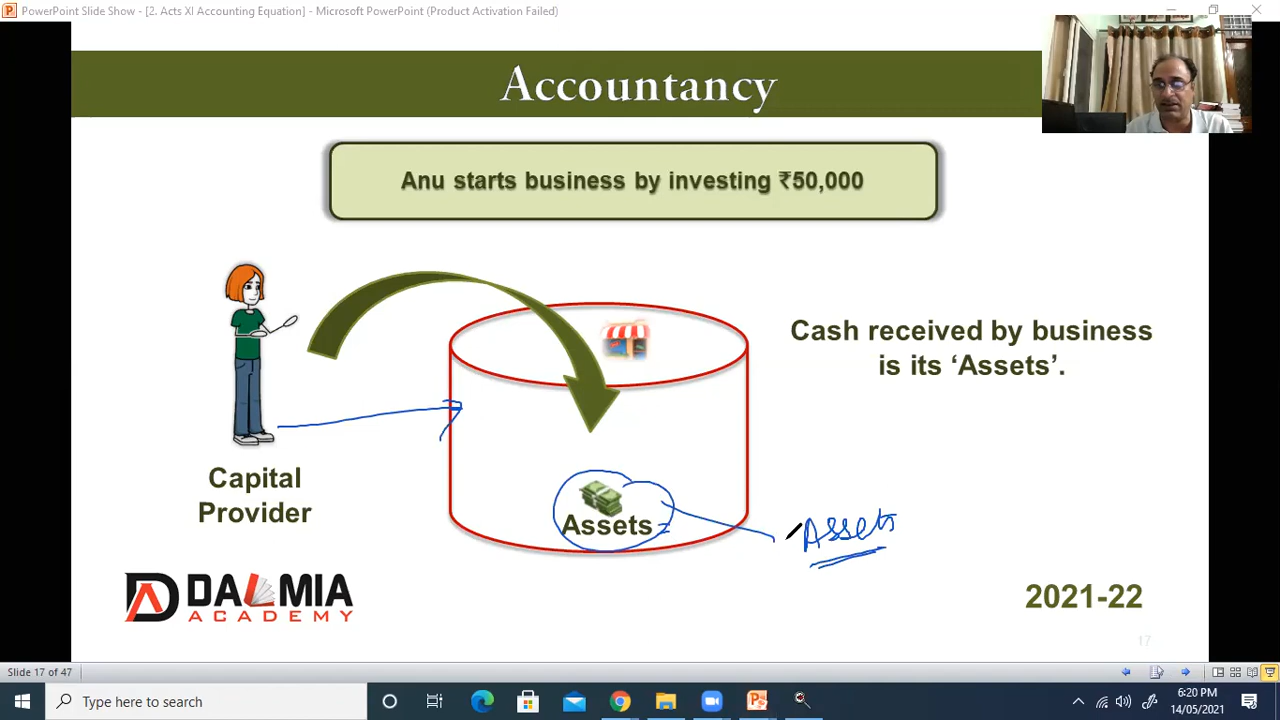 PowerPoint Slide Show - [2. Acts XI Accounting Equation] - Microsoft PowerPoint (Product Activation Failed)
Accountancy
Anu starts business by investing ₹50,000
Cash received by business
is its ‘Assets’.
Capital
Provider
Assets
Assets
DALMIA
ACADEMY
2021-22
17
Slide 17 of 47
Type here to search
6:20 PM
14/05/2021